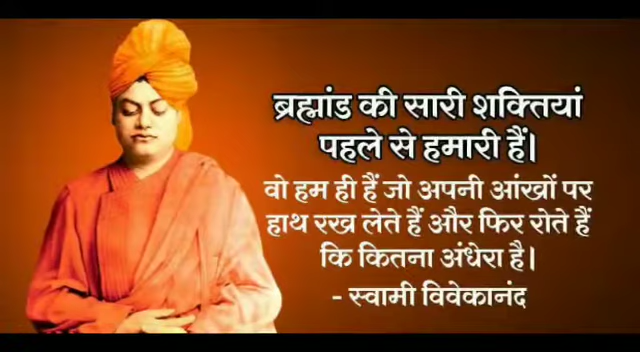 ब्रह्मांड की सारी शक्तियां
पहले से हमारी हैं।
वो हम ही हैं जो अपनी आंखों पर
हाथ रख लेते हैं और फिर रोते हैं
कि कितना अंधेरा है।
- स्वामी विवेकानंद